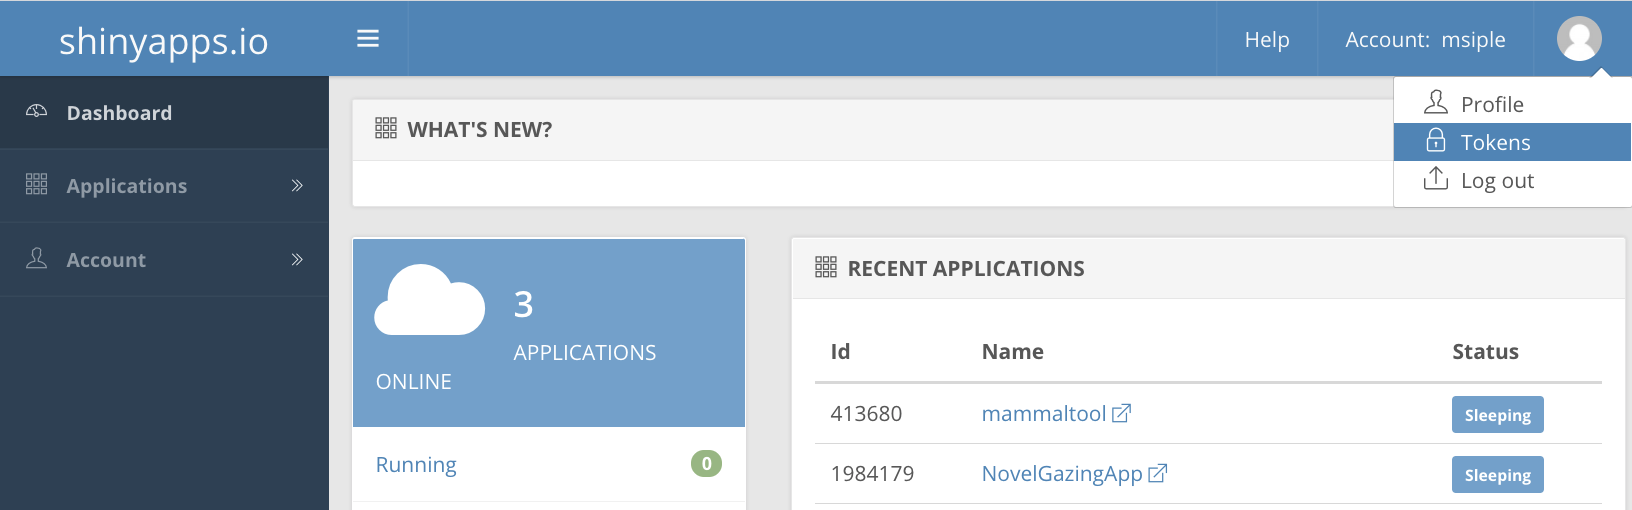 shinyapps.io
Help
Account: msiple
Profile
Tokens
Log out
Dashboard
Applications
Account
WHAT'S NEW?
3
APPLICATIONS
ONLINE
Running
0
RECENT APPLICATIONS
Id Name Status
413680 mammaltool Sleeping
1984179 NovelGazingApp Sleeping